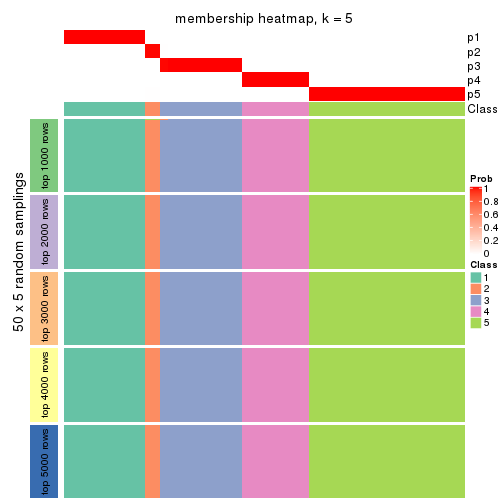 membership heatmap, k = 5
p1
p2
p3
p4
p5
Class
50 x 5 random samplings
top 1000 rows
top 2000 rows
top 3000 rows
top 4000 rows
top 5000 rows
Prob
1
0.8
0.6
0.4
0.2
0
Class
1
2
3
4
5